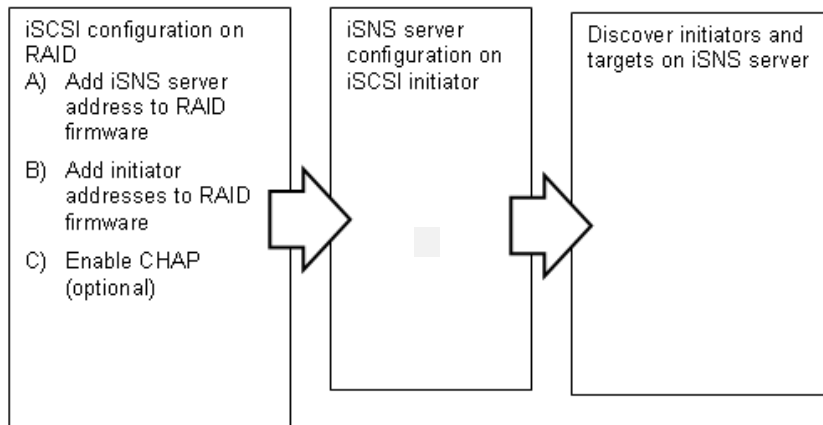 iSCSI configuration on
RAID
A) Add iSNS server
address to RAID
firmware
B) Add initiator
addresses to RAID
firmware
C) Enable CHAP
(optional)
iSNS server
configuration on
iSCSI initiator
Discover initiators and
targets on iSNS server